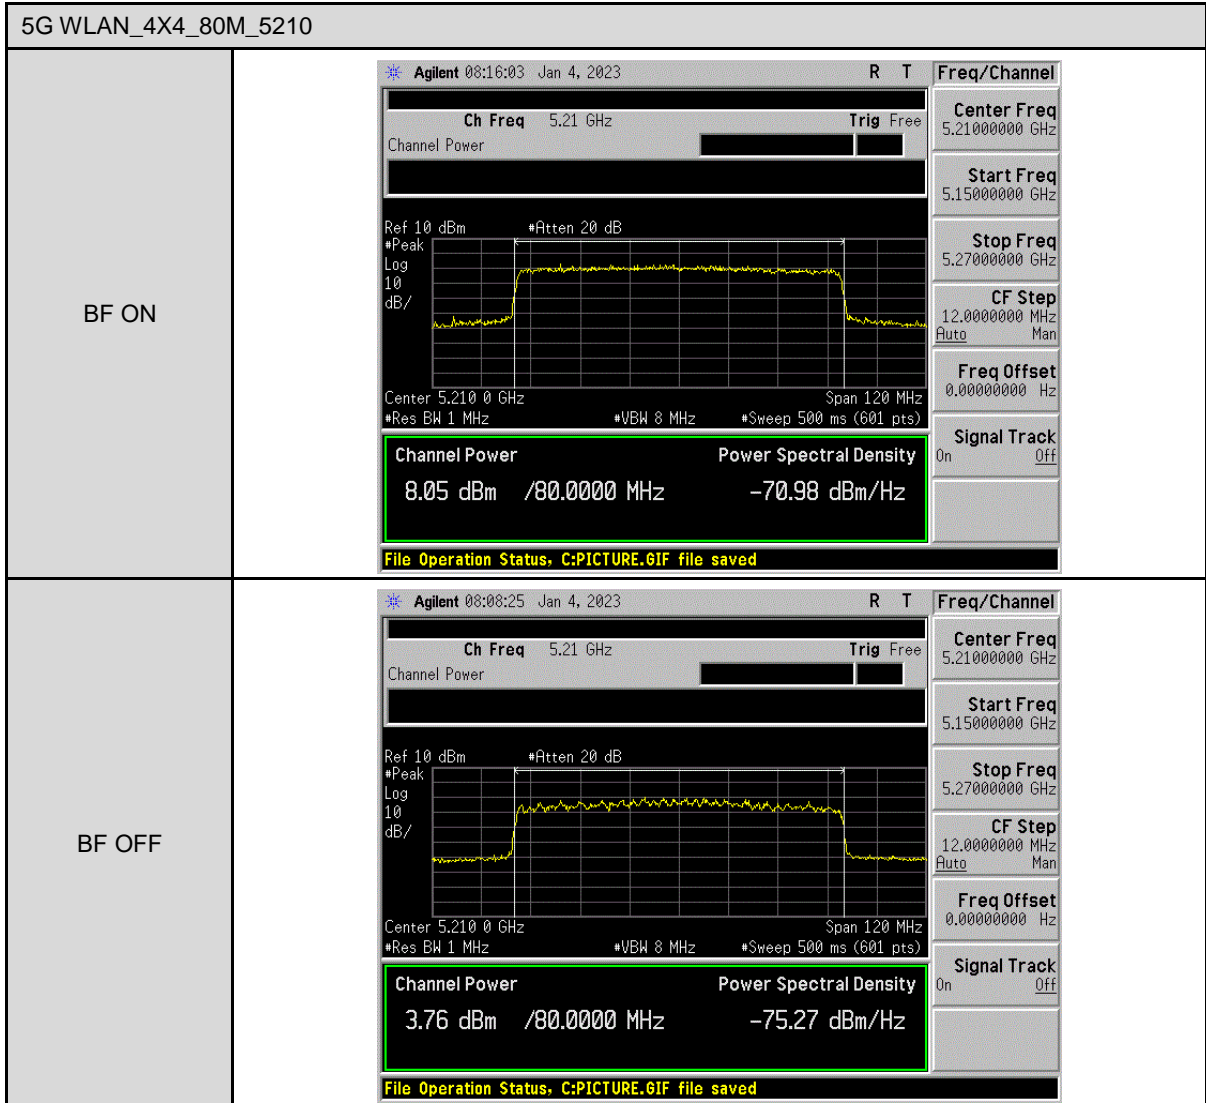 5G WLAN_4X4_80M_5210
BF ON
Agilent 08:16:03 Jan 4, 2023 R T
Freq/Channel
Ch Freq 5.21 GHz Trig Free
Channel Power
Center Freq
5.21000000 GHz
Start Freq
5.15000000 GHz
Stop Freq
5.27000000 GHz
CF Step
12.0000000 MHz
Auto Man
Freq Offset
0.00000000 Hz
Signal Track
On Off
Ref 10 dBm #Atten 20 dB
#Peak
Log
10
dB/
Center 5.210 0 GHz Span 120 MHz
#Res BW 1 MHz #VBW 8 MHz #Sweep 500 ms (601 pts)
Channel Power Power Spectral Density
8.05 dBm /80.0000 MHz -70.98 dBm/Hz
File Operation Status, C:PICTURE.GIF file saved
BF OFF
Agilent 08:08:25 Jan 4, 2023 R T
Freq/Channel
Ch Freq 5.21 GHz Trig Free
Channel Power
Center Freq
5.21000000 GHz
Start Freq
5.15000000 GHz
Stop Freq
5.27000000 GHz
CF Step
12.0000000 MHz
Auto Man
Freq Offset
0.00000000 Hz
Signal Track
On Off
Ref 10 dBm #Atten 20 dB
#Peak
Log
10
dB/
Center 5.210 0 GHz Span 120 MHz
#Res BW 1 MHz #VBW 8 MHz #Sweep 500 ms (601 pts)
Channel Power Power Spectral Density
3.76 dBm /80.0000 MHz -75.27 dBm/Hz
File Operation Status, C:PICTURE.GIF file saved